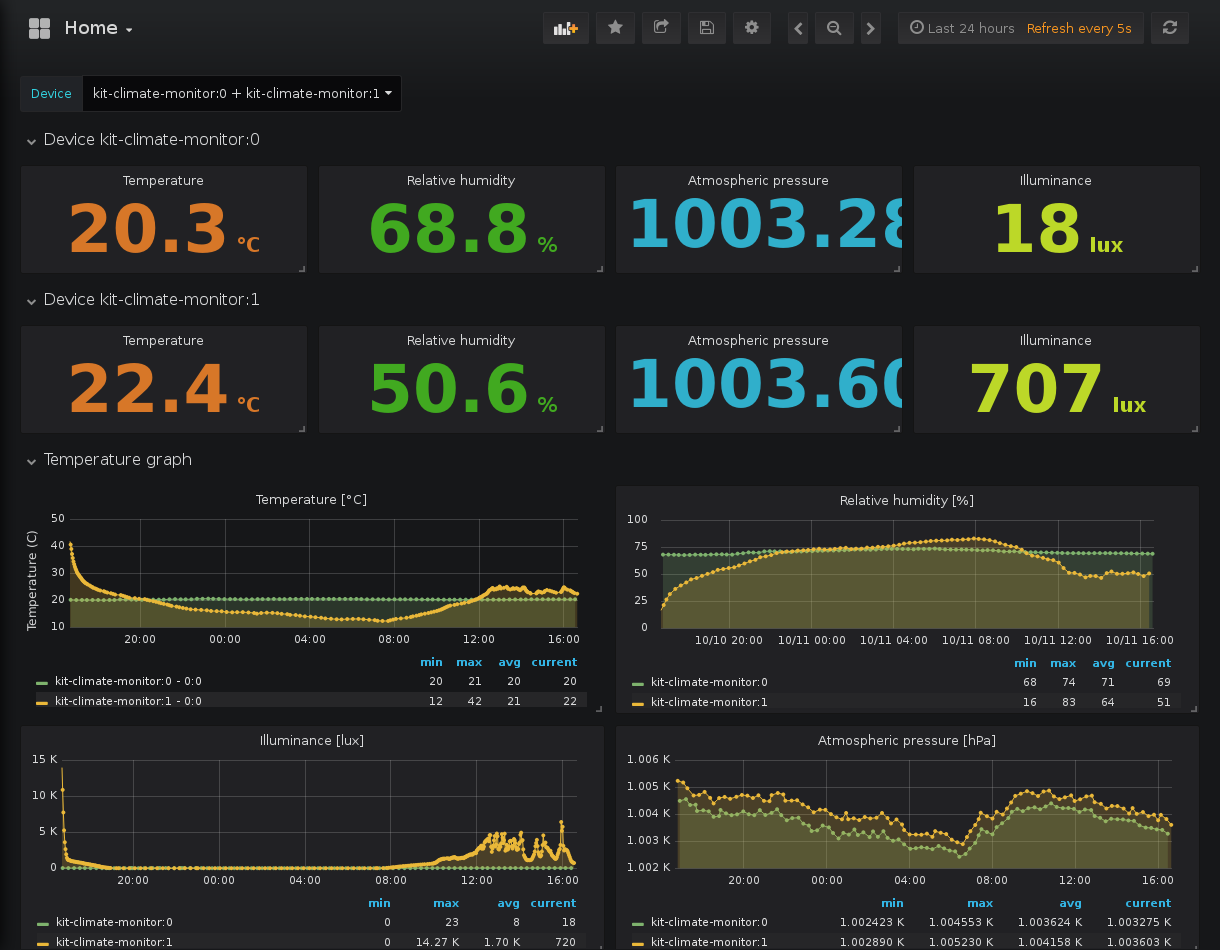 Home
Last 24 hours Refresh every 5s
Device kit-climate-monitor:0 + kit-climate-monitor:1
Device kit-climate-monitor:0
Temperature Relative humidity Atmospheric pressure Illuminance
20.3 °C 68.8 % 1003.28 18 lux
Device kit-climate-monitor:1
Temperature Relative humidity Atmospheric pressure Illuminance
22.4 °C 50.6 % 1003.60 707 lux
Temperature graph
Temperature [°C]
Temperature (C)
50
40
30
20
10
20:00 00:00 04:00 08:00 12:00 16:00
min max avg current
kit-climate-monitor:0 - 0:0 20 21 20 20
kit-climate-monitor:1 - 0:0 12 42 21 22
Relative humidity [%]
100
75
50
25
0
10/10 20:00 10/11 00:00 10/11 04:00 10/11 08:00 10/11 12:00 10/11 16:00
min max avg current
kit-climate-monitor:0 68 74 71 69
kit-climate-monitor:1 16 83 64 51
Illuminance [lux]
15 K
10 K
5 K
0
20:00 00:00 04:00 08:00 12:00 16:00
min max avg current
kit-climate-monitor:0 0 23 8 18
kit-climate-monitor:1 0 14.27 K 1.70 K 720
Atmospheric pressure [hPa]
1.006 K
1.005 K
1.004 K
1.003 K
1.002 K
20:00 00:00 04:00 08:00 12:00 16:00
min max avg current
kit-climate-monitor:0 1.002423 K 1.004553 K 1.003624 K 1.003275 K
kit-climate-monitor:1 1.002890 K 1.005230 K 1.004158 K 1.003603 K